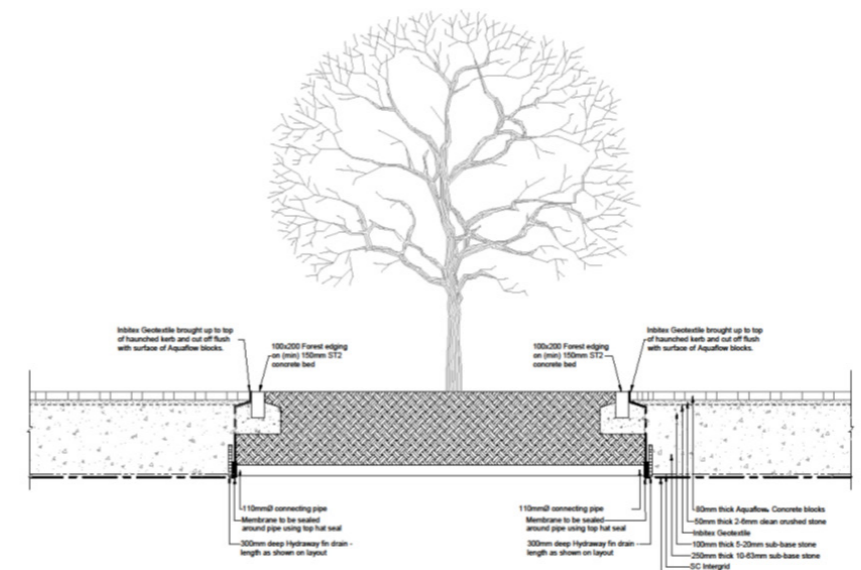 Inbitex Geotextile brought up to top
of haunched kerb and cut off flush
with surface of Aquaflow blocks.
100x200 Forest edging
on (min) 150mm ST2
concrete bed
100x200 Forest edging
on (min) 150mm ST2
concrete bed
Inbitex Geotextile brought up to top
of haunched kerb and cut off flush
with surface of Aquaflow blocks.
110mmØ connecting pipe
Membrane to be sealed
around pipe using top hat seal
300mm deep Hydraway fin drain -
length as shown on layout
110mmØ connecting pipe
Membrane to be sealed
around pipe using top hat seal
300mm deep Hydraway fin drain -
length as shown on layout
80mm thick Aquaflow Concrete blocks
50mm thick 2-6mm clean crushed stone
Inbitex Geotextile
100mm thick 5-20mm sub-base stone
250mm thick 10-63mm sub-base stone
SC Intergrid